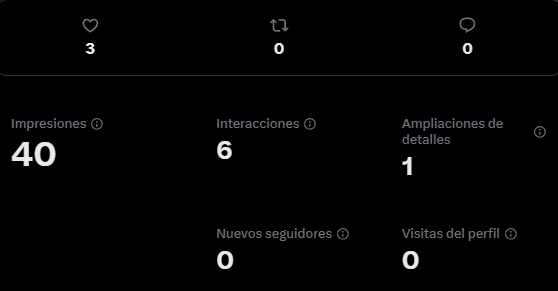 3 0 0
Impresiones Interacciones Ampliaciones de
detalles
40 6 1
Nuevos seguidores Visitas del perfil
0 0